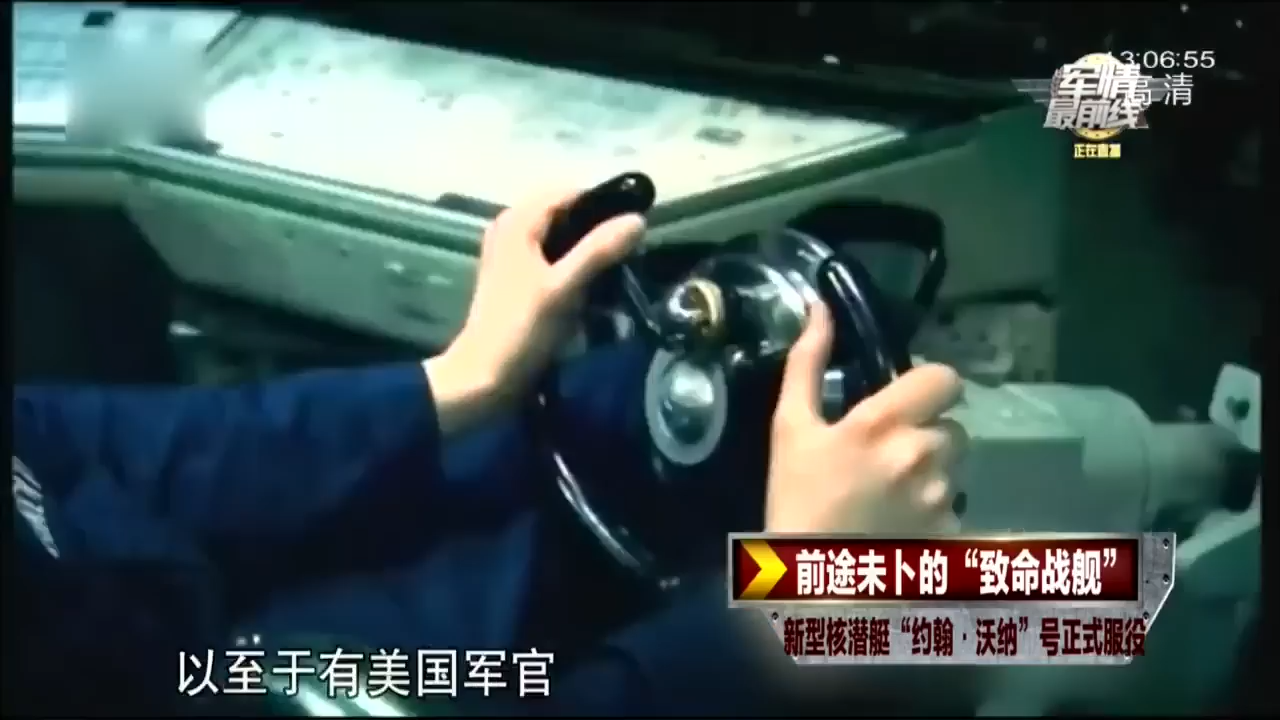 13:06:55
高清
军情
最前线
正在直播
前途未卜的“致命战舰”
新型核潜艇“约翰·沃纳”号正式服役
以至于有美国军官